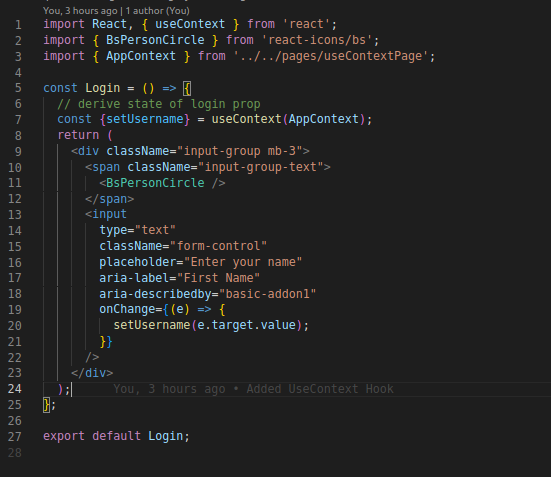 You, 3 hours ago | 1 author (You)
1 import React, { useContext } from 'react';
2 import { BsPersonCircle } from 'react-icons/bs';
3 import { AppContext } from '../../pages/useContextPage';
4
5 const Login = () => {
6   // derive state of login prop
7   const {setUsername} = useContext(AppContext);
8   return (
9     <div className="input-group mb-3">
10       <span className="input-group-text">
11         <BsPersonCircle />
12       </span>
13       <input
14         type="text"
15         className="form-control"
16         placeholder="Enter your name"
17         aria-label="First Name"
18         aria-describedby="basic-addon1"
19         onChange={(e) => {
20           setUsername(e.target.value);
21         }}
22       />
23     </div>
24   ); You, 3 hours ago • Added UseContext Hook
25 };
26
27 export default Login;
28